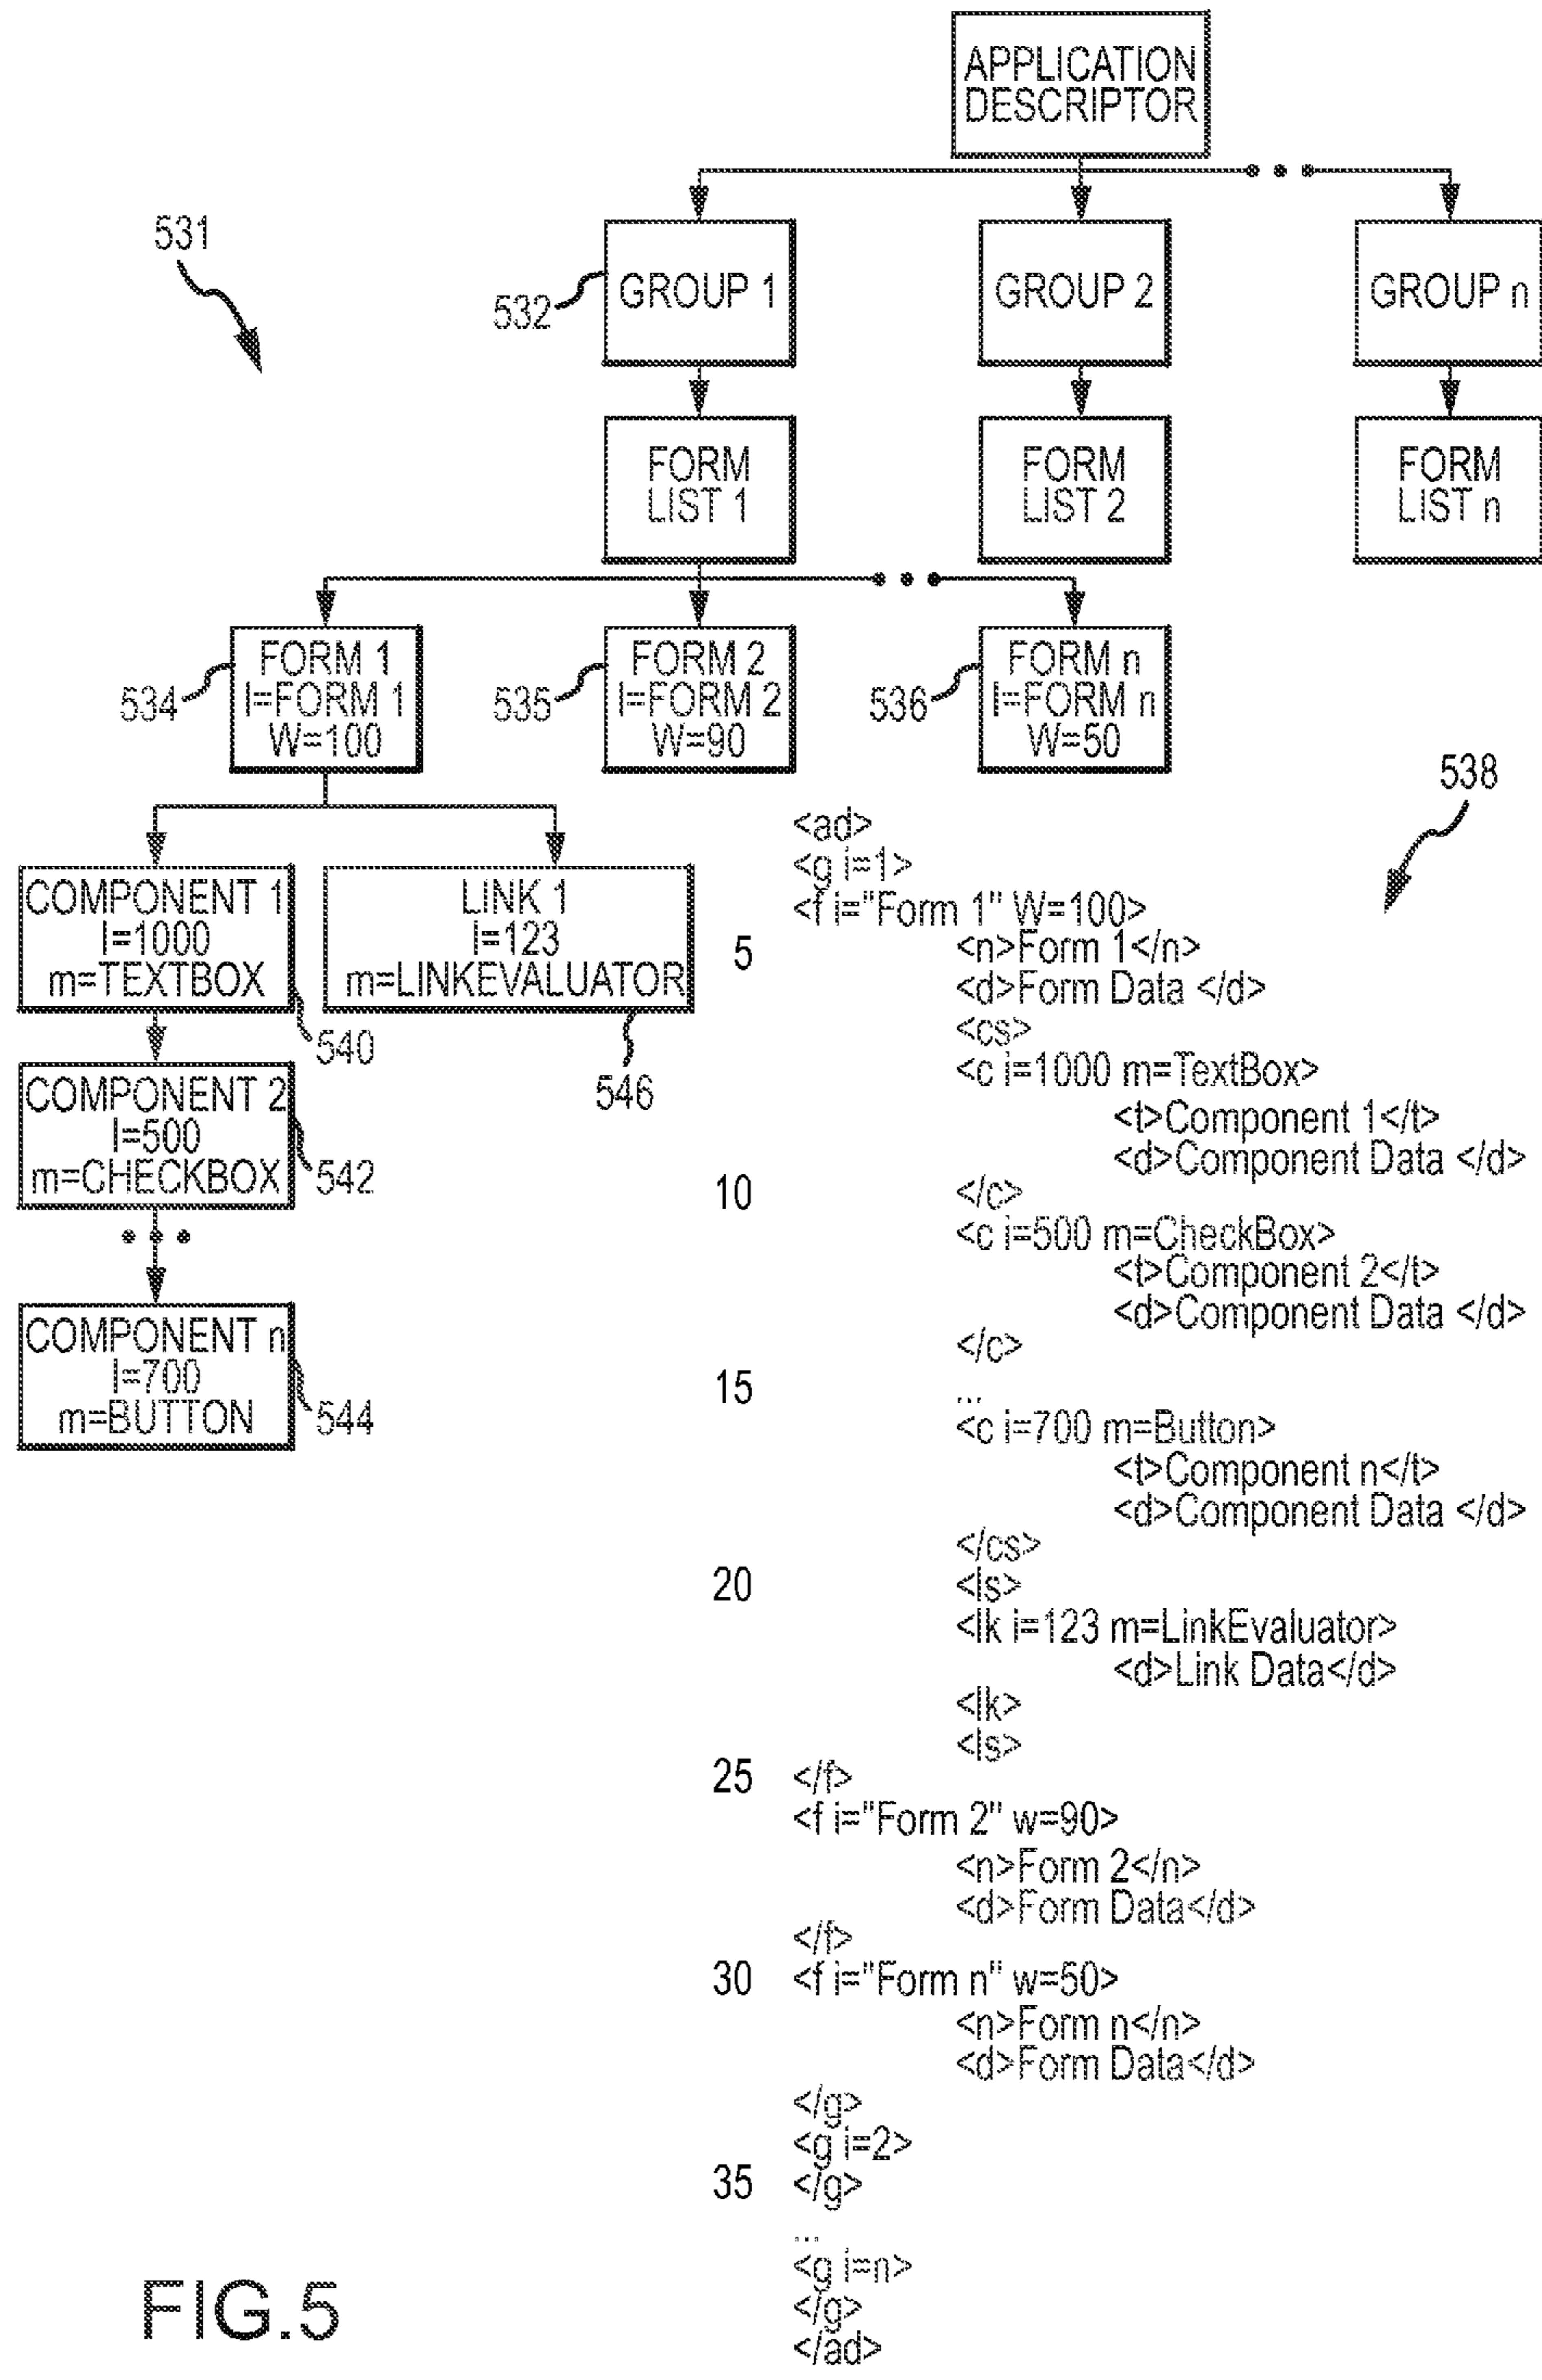 APPLICATION
DESCRIPTOR
531
532
GROUP 1
GROUP 2
GROUP n
FORM
LIST 1
FORM
LIST 2
FORM
LIST n
534
FORM 1
I=FORM 1
W=100
535
FORM 2
I=FORM 2
W=90
536
FORM n
I=FORM n
W=50
COMPONENT 1
I=1000
m=TEXTBOX
540
LINK 1
i=123
m=LINKEVALUATOR
546
COMPONENT 2
I=500
m=CHECKBOX
542
• • •
COMPONENT n
I=700
m=BUTTON
544
538
<ad>
<g i=1>
<f i="Form 1" W=100>
5 <n>Form 1</n>
<d>Form Data </d>
<cs>
<c i=1000 m=TextBox>
<t>Component 1</t>
<d>Component Data </d>
10 </c>
<c i=500 m=CheckBox>
<t>Component 2</t>
<d>Component Data </d>
</c>
15 ...
<c i=700 m=Button>
<t>Component n</t>
<d>Component Data </d>
</cs>
20 <ls>
<lk i=123 m=LinkEvaluator>
<d>Link Data</d>
<lk>
<ls>
25 </f>
<f i="Form 2" w=90>
<n>Form 2</n>
<d>Form Data</d>
</f>
30 <f i="Form n" w=50>
<n>Form n</n>
<d>Form Data</d>
</g>
<g i=2>
35 </g>
...
<g i=n>
</g>
</ad>
FIG.5